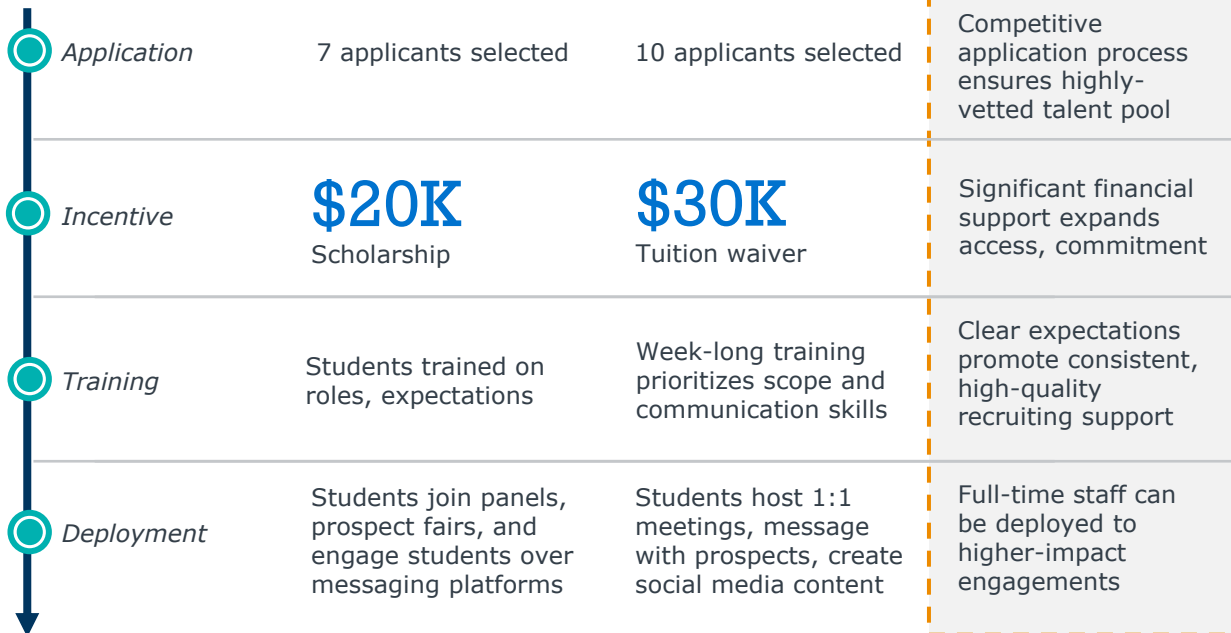 Application
7 applicants selected
10 applicants selected
Competitive
application process
ensures highly-
vetted talent pool
Incentive
$20K
Scholarship
$30K
Tuition waiver
Significant financial
support expands
access, commitment
Training
Students trained on
roles, expectations
Week-long training
prioritizes scope and
communication skills
Clear expectations
promote consistent,
high-quality
recruiting support
Deployment
Students join panels,
prospect fairs, and
engage students over
messaging platforms
Students host 1:1
meetings, message
with prospects, create
social media content
Full-time staff can
be deployed to
higher-impact
engagements